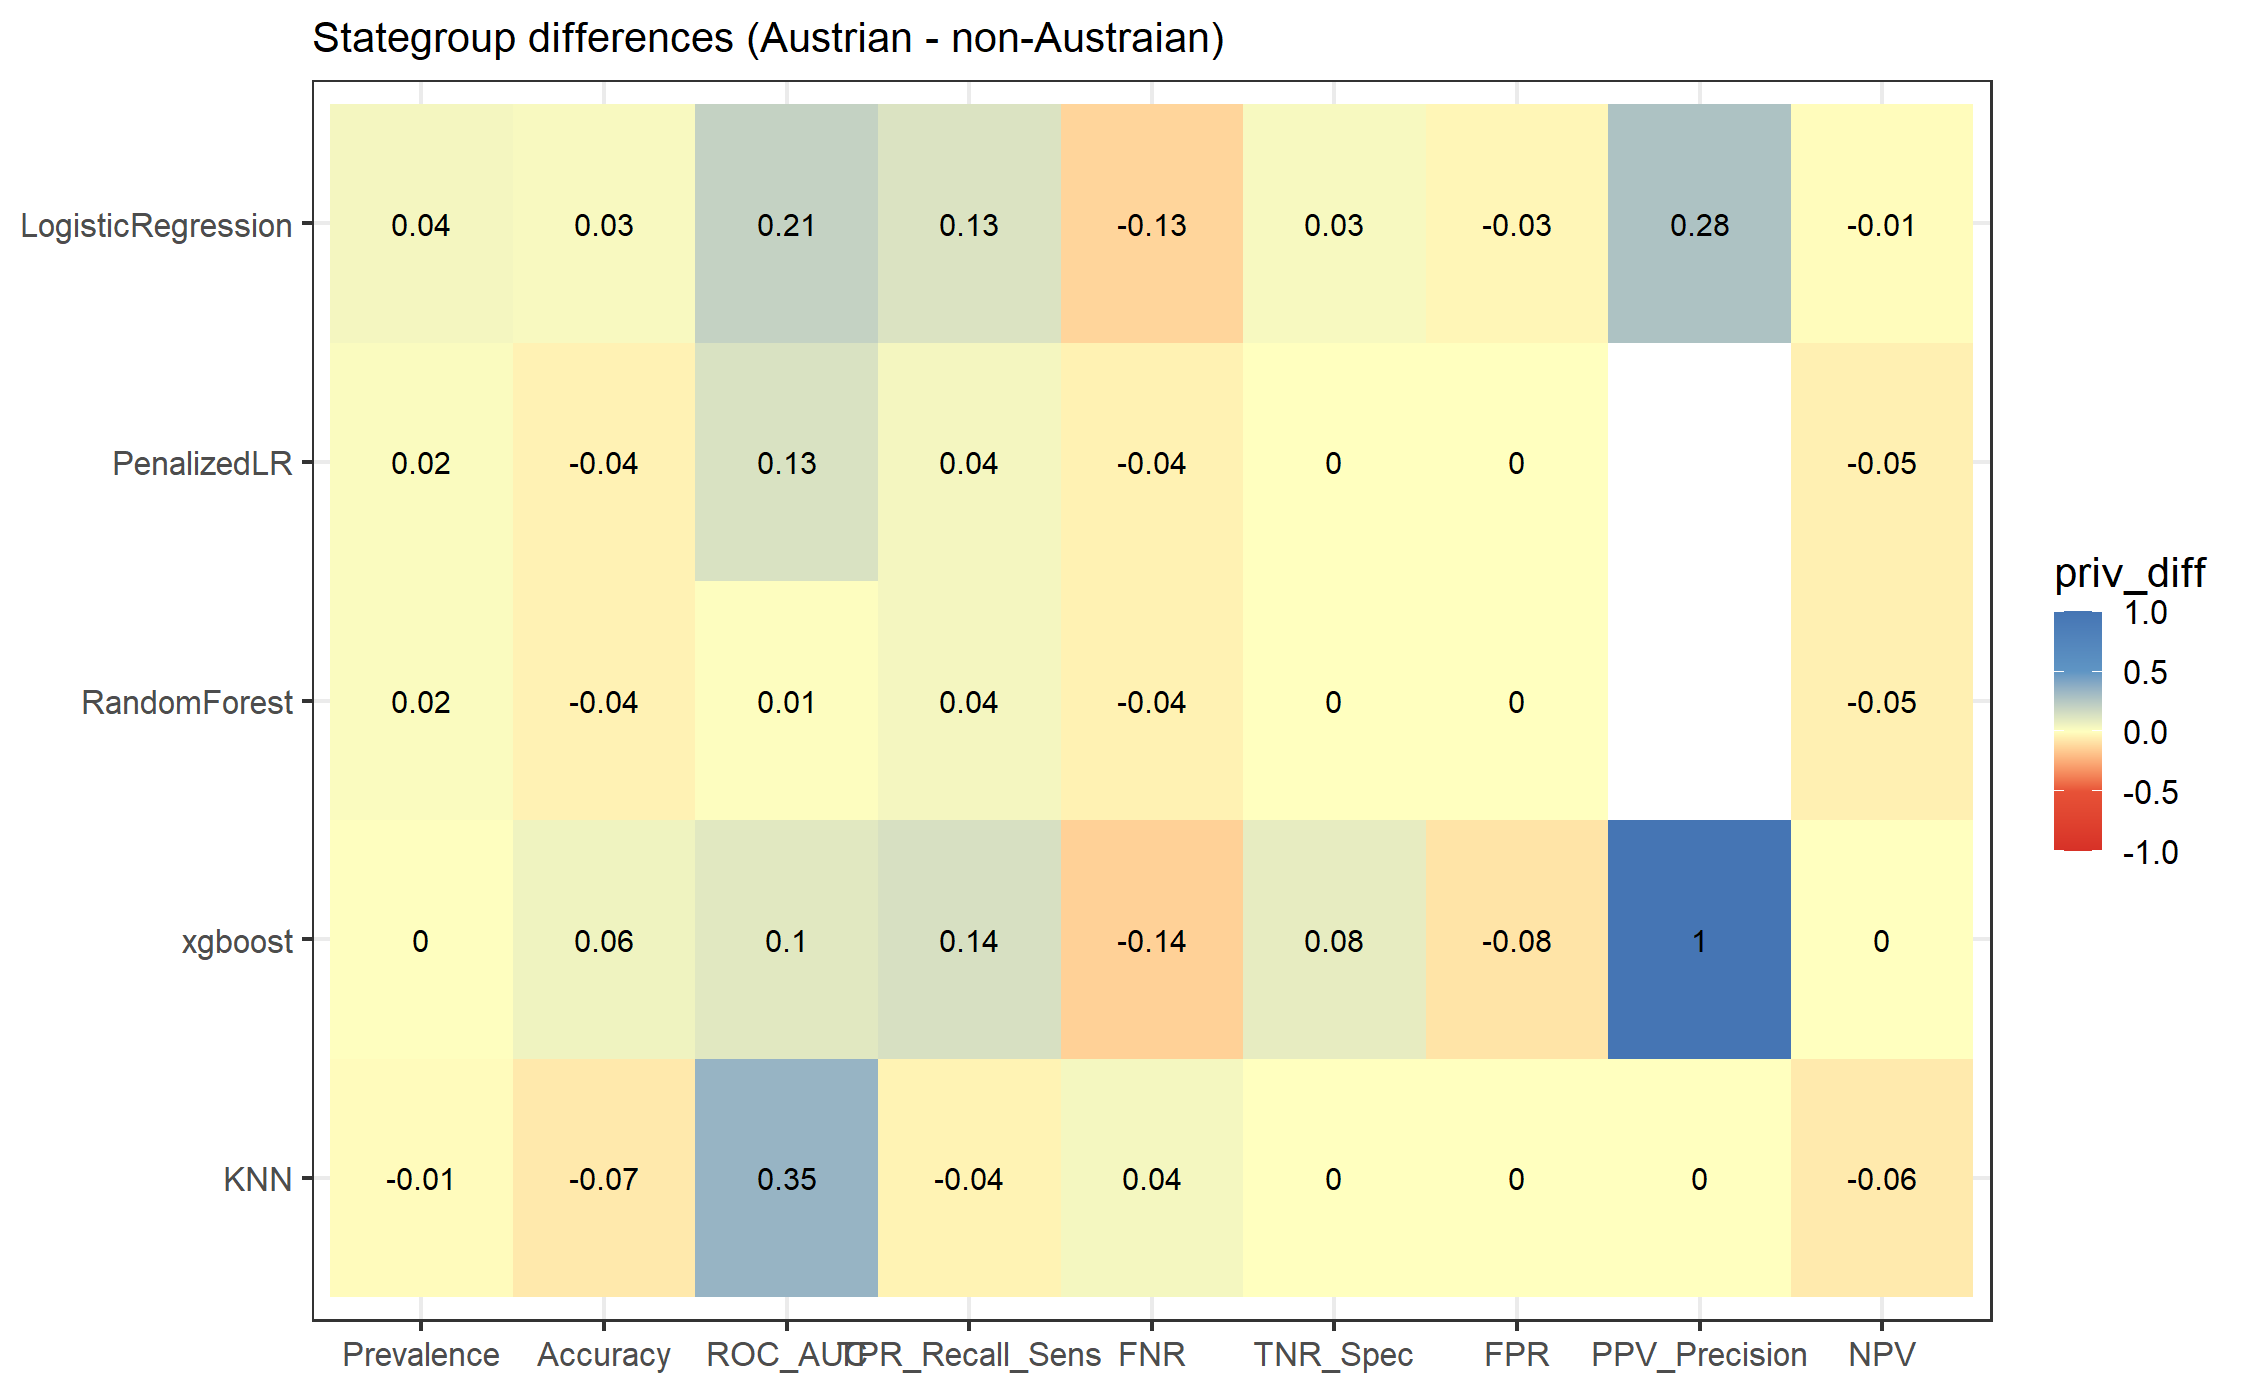 Stategroup differences (Austrian - non-Austraian)
LogisticRegression 0.04 0.03 0.21 0.13 -0.13 0.03 -0.03 0.28 -0.01
PenalizedLR 0.02 -0.04 0.13 0.04 -0.04 0 0 -0.05
RandomForest 0.02 -0.04 0.01 0.04 -0.04 0 0 -0.05
xgboost 0 0.06 0.1 0.14 -0.14 0.08 -0.08 1 0
KNN -0.01 -0.07 0.35 -0.04 0.04 0 0 0 -0.06
Prevalence Accuracy ROC_AUC TPR_Recall_Sens FNR TNR_Spec FPR PPV_Precision NPV
priv_diff
1.0
0.5
0.0
-0.5
-1.0